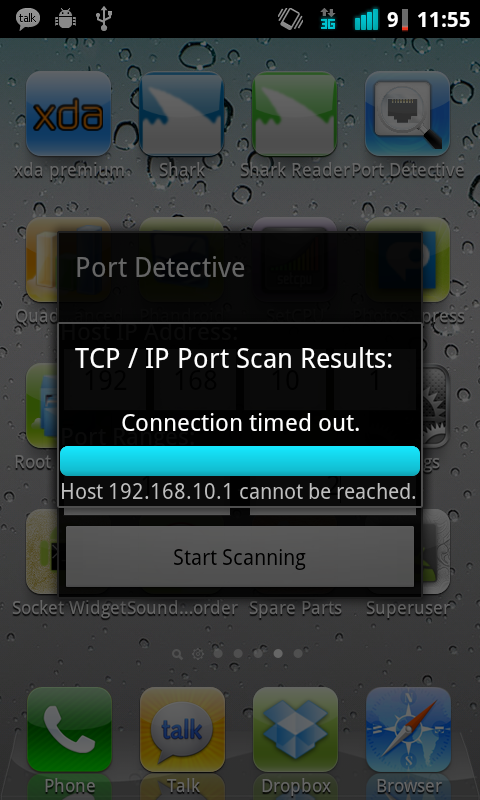 talk 3G 9 11:55
xda
xda premium Shark Shark Reader Port Detective
Port Detective
Host IP Address:
192 168 10 1
TCP / IP Port Scan Results:
Connection timed out.
Port Ranges:
Host 192.168.10.1 cannot be reached.
Root
Start Scanning
Socket Widget Sound...order Spare Parts Superuser
talk
Phone Talk Dropbox Browser